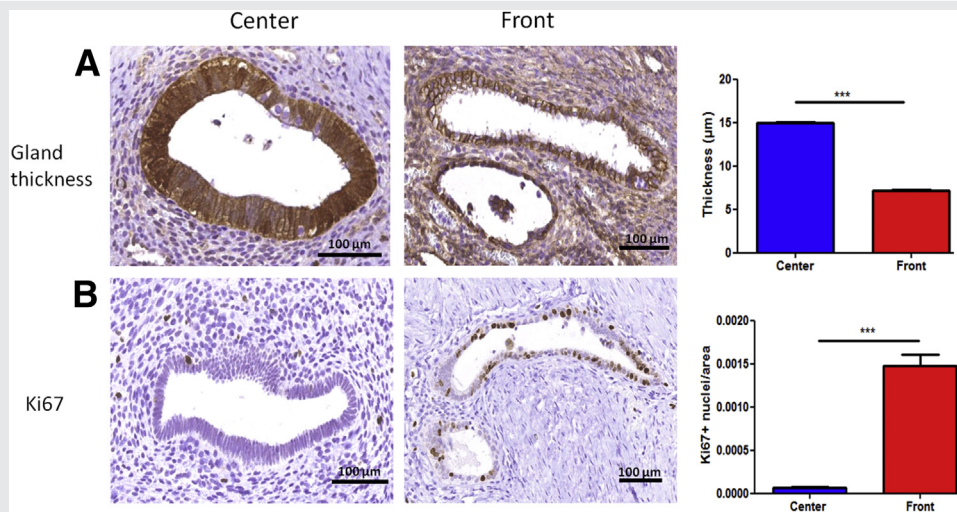 Center
Front
A
Gland
thickness
100 µm
100 µm
Thickness (µm)
20
15
10
5
0
***
Center
Front
B
Ki67
100 µm
100 µm
Ki67+ nuclei/area
0.0020
0.0015
0.0010
0.0005
0.0000
***
Center
Front